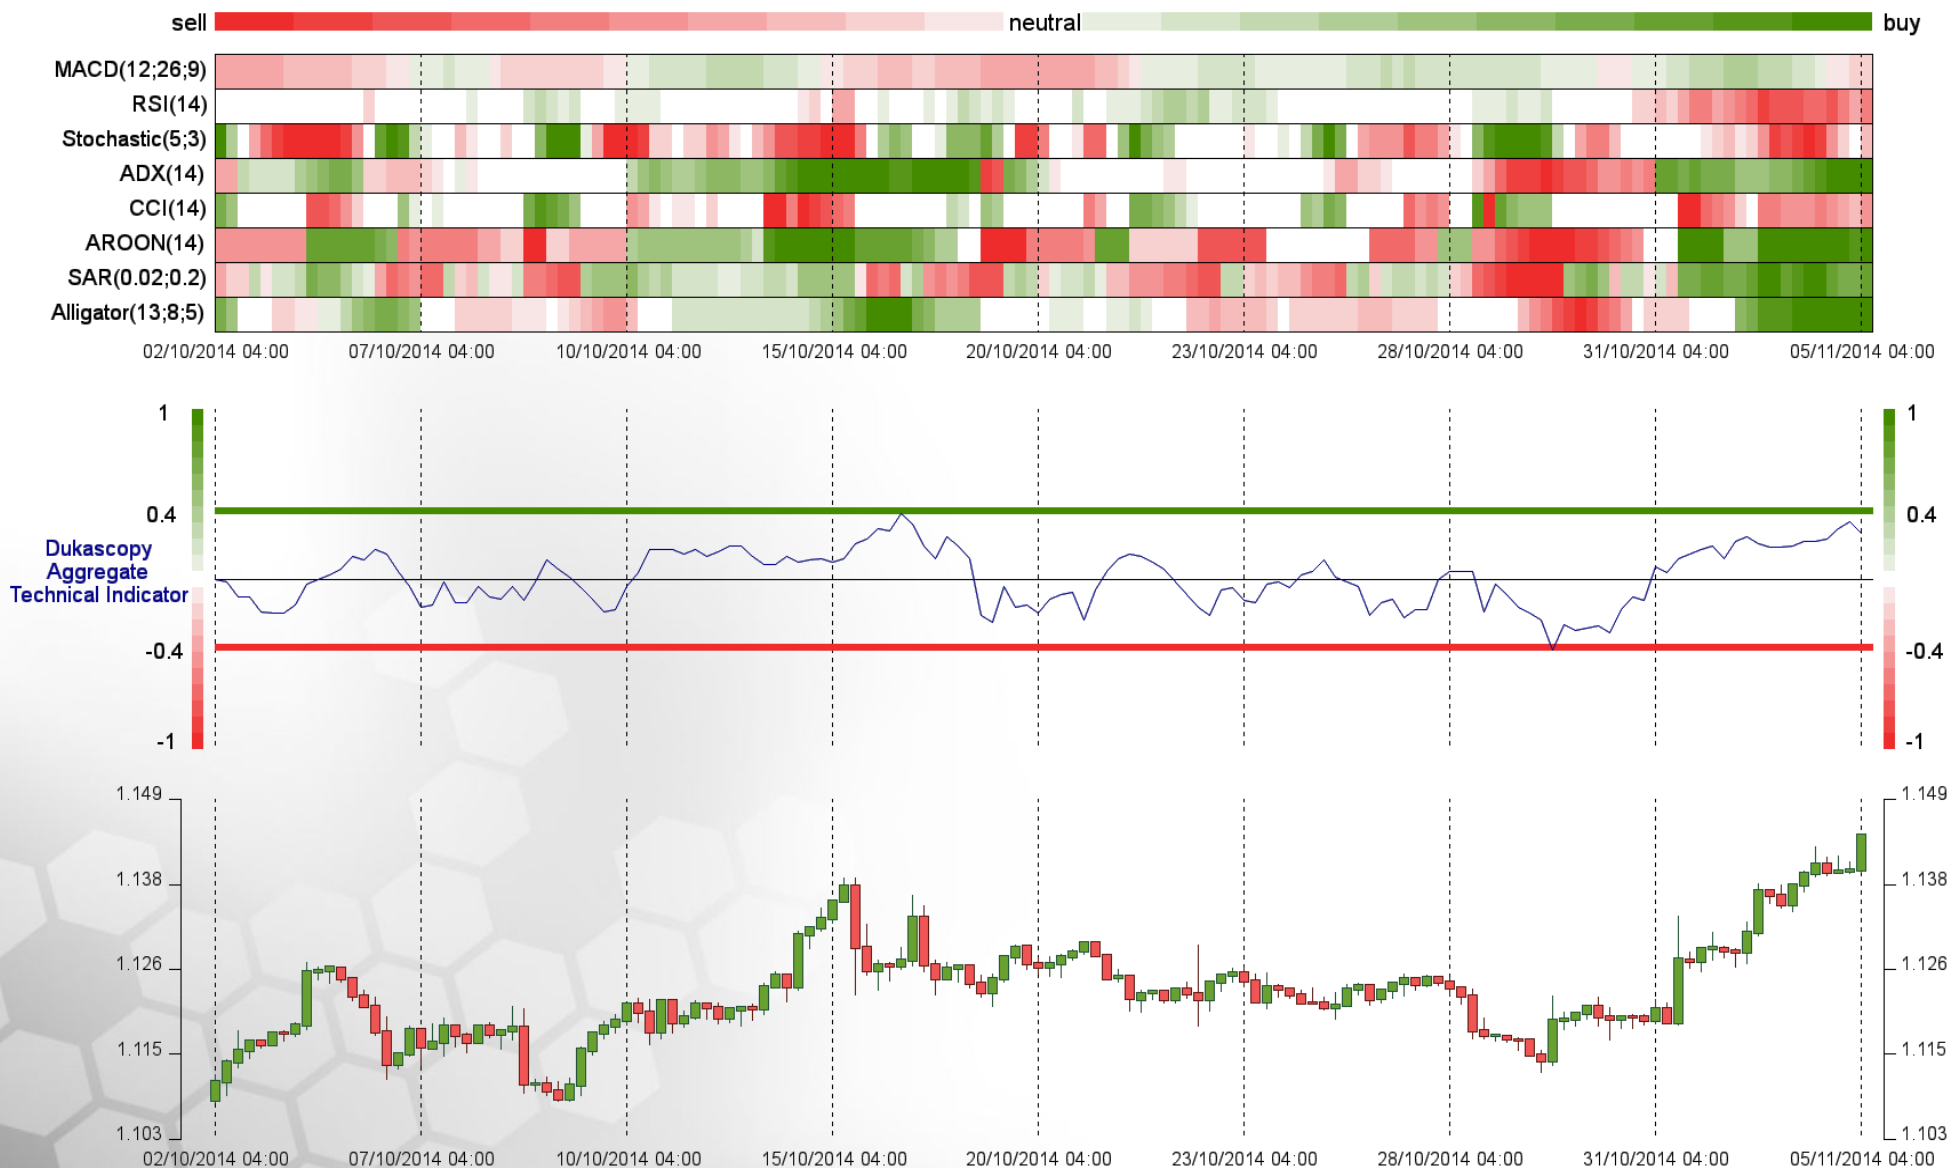 sell neutral buy
MACD(12;26;9)
RSI(14)
Stochastic(5;3)
ADX(14)
CCI(14)
AROON(14)
SAR(0.02;0.2)
Alligator(13;8;5)
02/10/2014 04:00 07/10/2014 04:00 10/10/2014 04:00 15/10/2014 04:00 20/10/2014 04:00 23/10/2014 04:00 28/10/2014 04:00 31/10/2014 04:00 05/11/2014 04:00
1 1
0.4 0.4
Dukascopy
Aggregate
Technical Indicator
-0.4 -0.4
-1 -1
1.149 1.149
1.138 1.138
1.126 1.126
1.115 1.115
1.103 1.103
02/10/2014 04:00 07/10/2014 04:00 10/10/2014 04:00 15/10/2014 04:00 20/10/2014 04:00 23/10/2014 04:00 28/10/2014 04:00 31/10/2014 04:00 05/11/2014 04:00